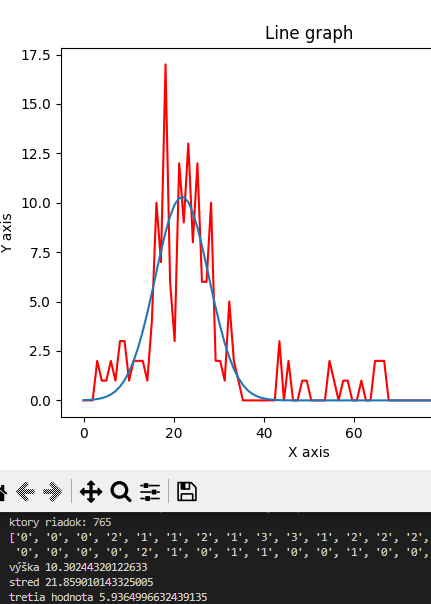 Line graph
17.5
15.0
12.5
10.0
7.5
5.0
2.5
0.0
Y axis
0 20 40 60
X axis
ktory riadok: 765
['0', '0', '0', '2', '1', '1', '2', '1', '3', '3', '1', '2', '2', '2',
'0', '0', '0', '0', '2', '1', '0', '1', '1', '0', '0', '1', '0', '0',
výška 10.30244320122633
stred 21.859010143325005
tretia hodnota 5.9364996632439135